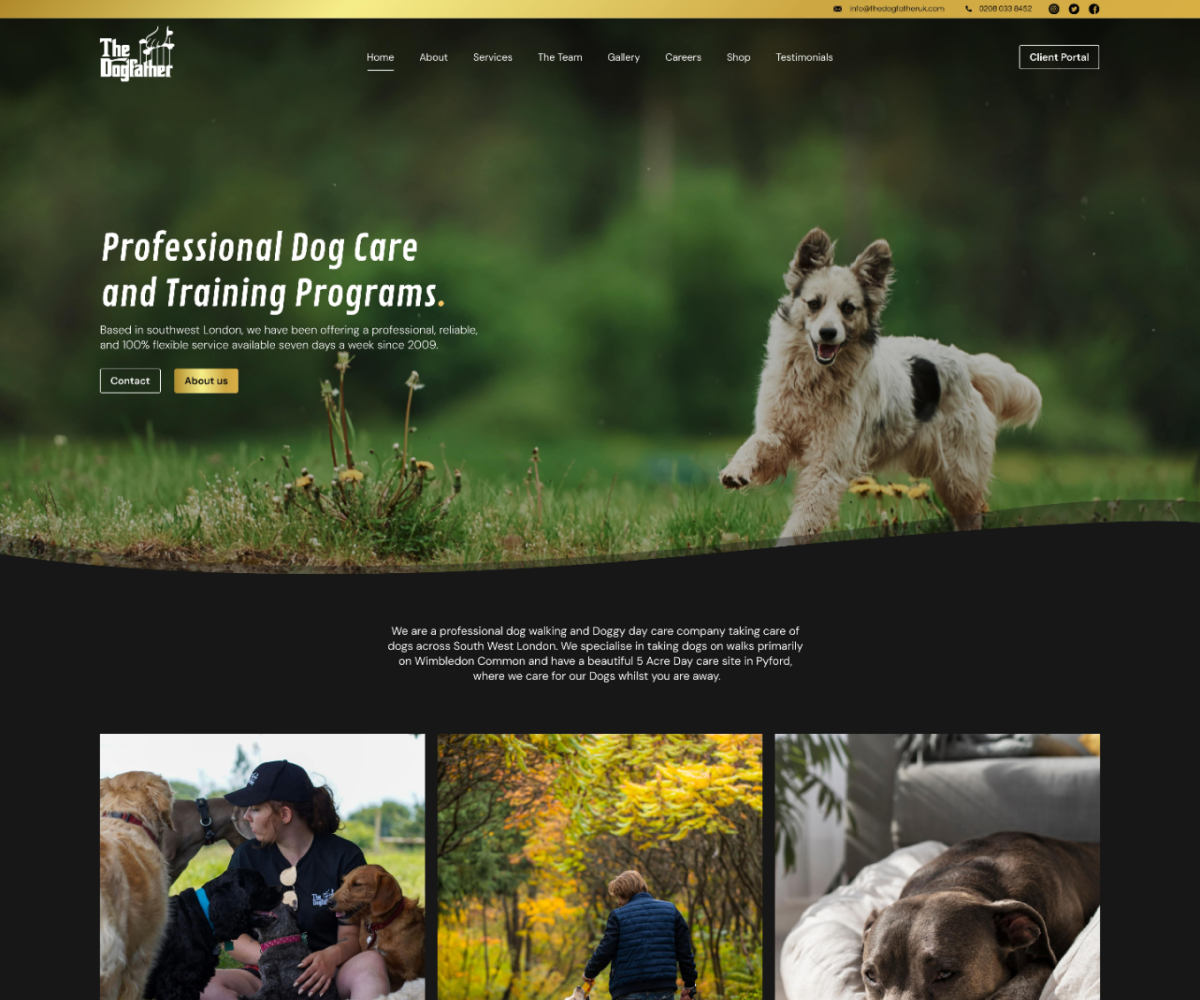 info@thedogfatheruk.com 0208 033 8452
The
Dogfather
Home About Services The Team Gallery Careers Shop Testimonials
Client Portal
Professional Dog Care
and Training Programs.
Based in southwest London, we have been offering a professional, reliable,
and 100% flexible service available seven days a week since 2009.
Contact About us
We are a professional dog walking and Doggy day care company taking care of
dogs across South West London. We specialise in taking dogs on walks primarily
on Wimbledon Common and have a beautiful 5 Acre Day care site in Pyford,
where we care for our Dogs whilst you are away.
The
Dogfather